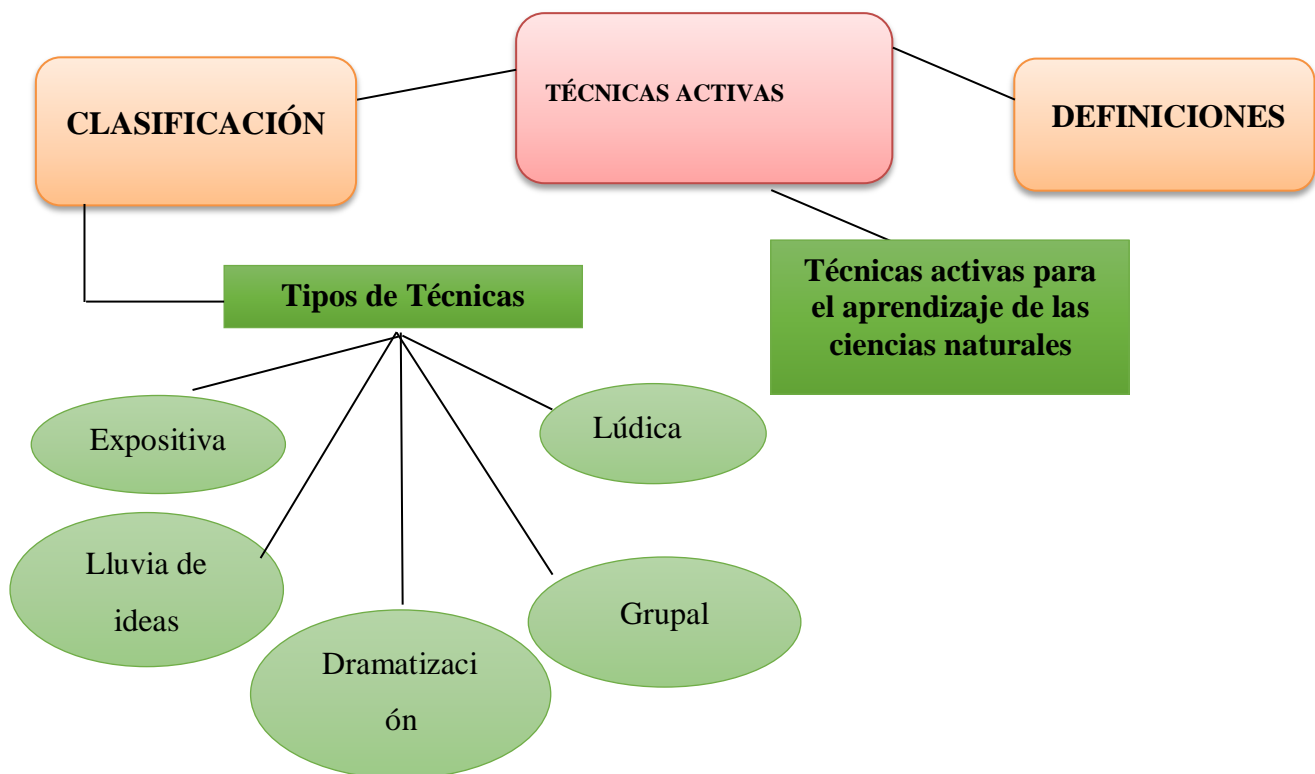 TÉCNICAS ACTIVAS
CLASIFICACIÓN
DEFINICIONES
Tipos de Técnicas
Técnicas activas para
el aprendizaje de las
ciencias naturales
Expositiva
Lúdica
Lluvia de
ideas
Grupal
Dramatizaci
ón